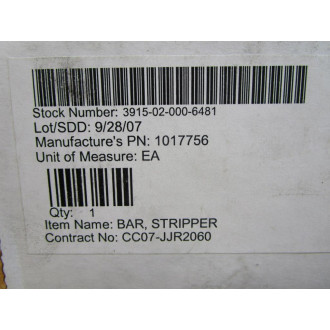 Stock Number: 3915-02-000-6481
Lot/SDD: 9/28/07
Manufacture's PN: 1017756
Unit of Measure: EA
Qty: 1
Item Name: BAR, STRIPPER
Contract No: CC07-JJR2060